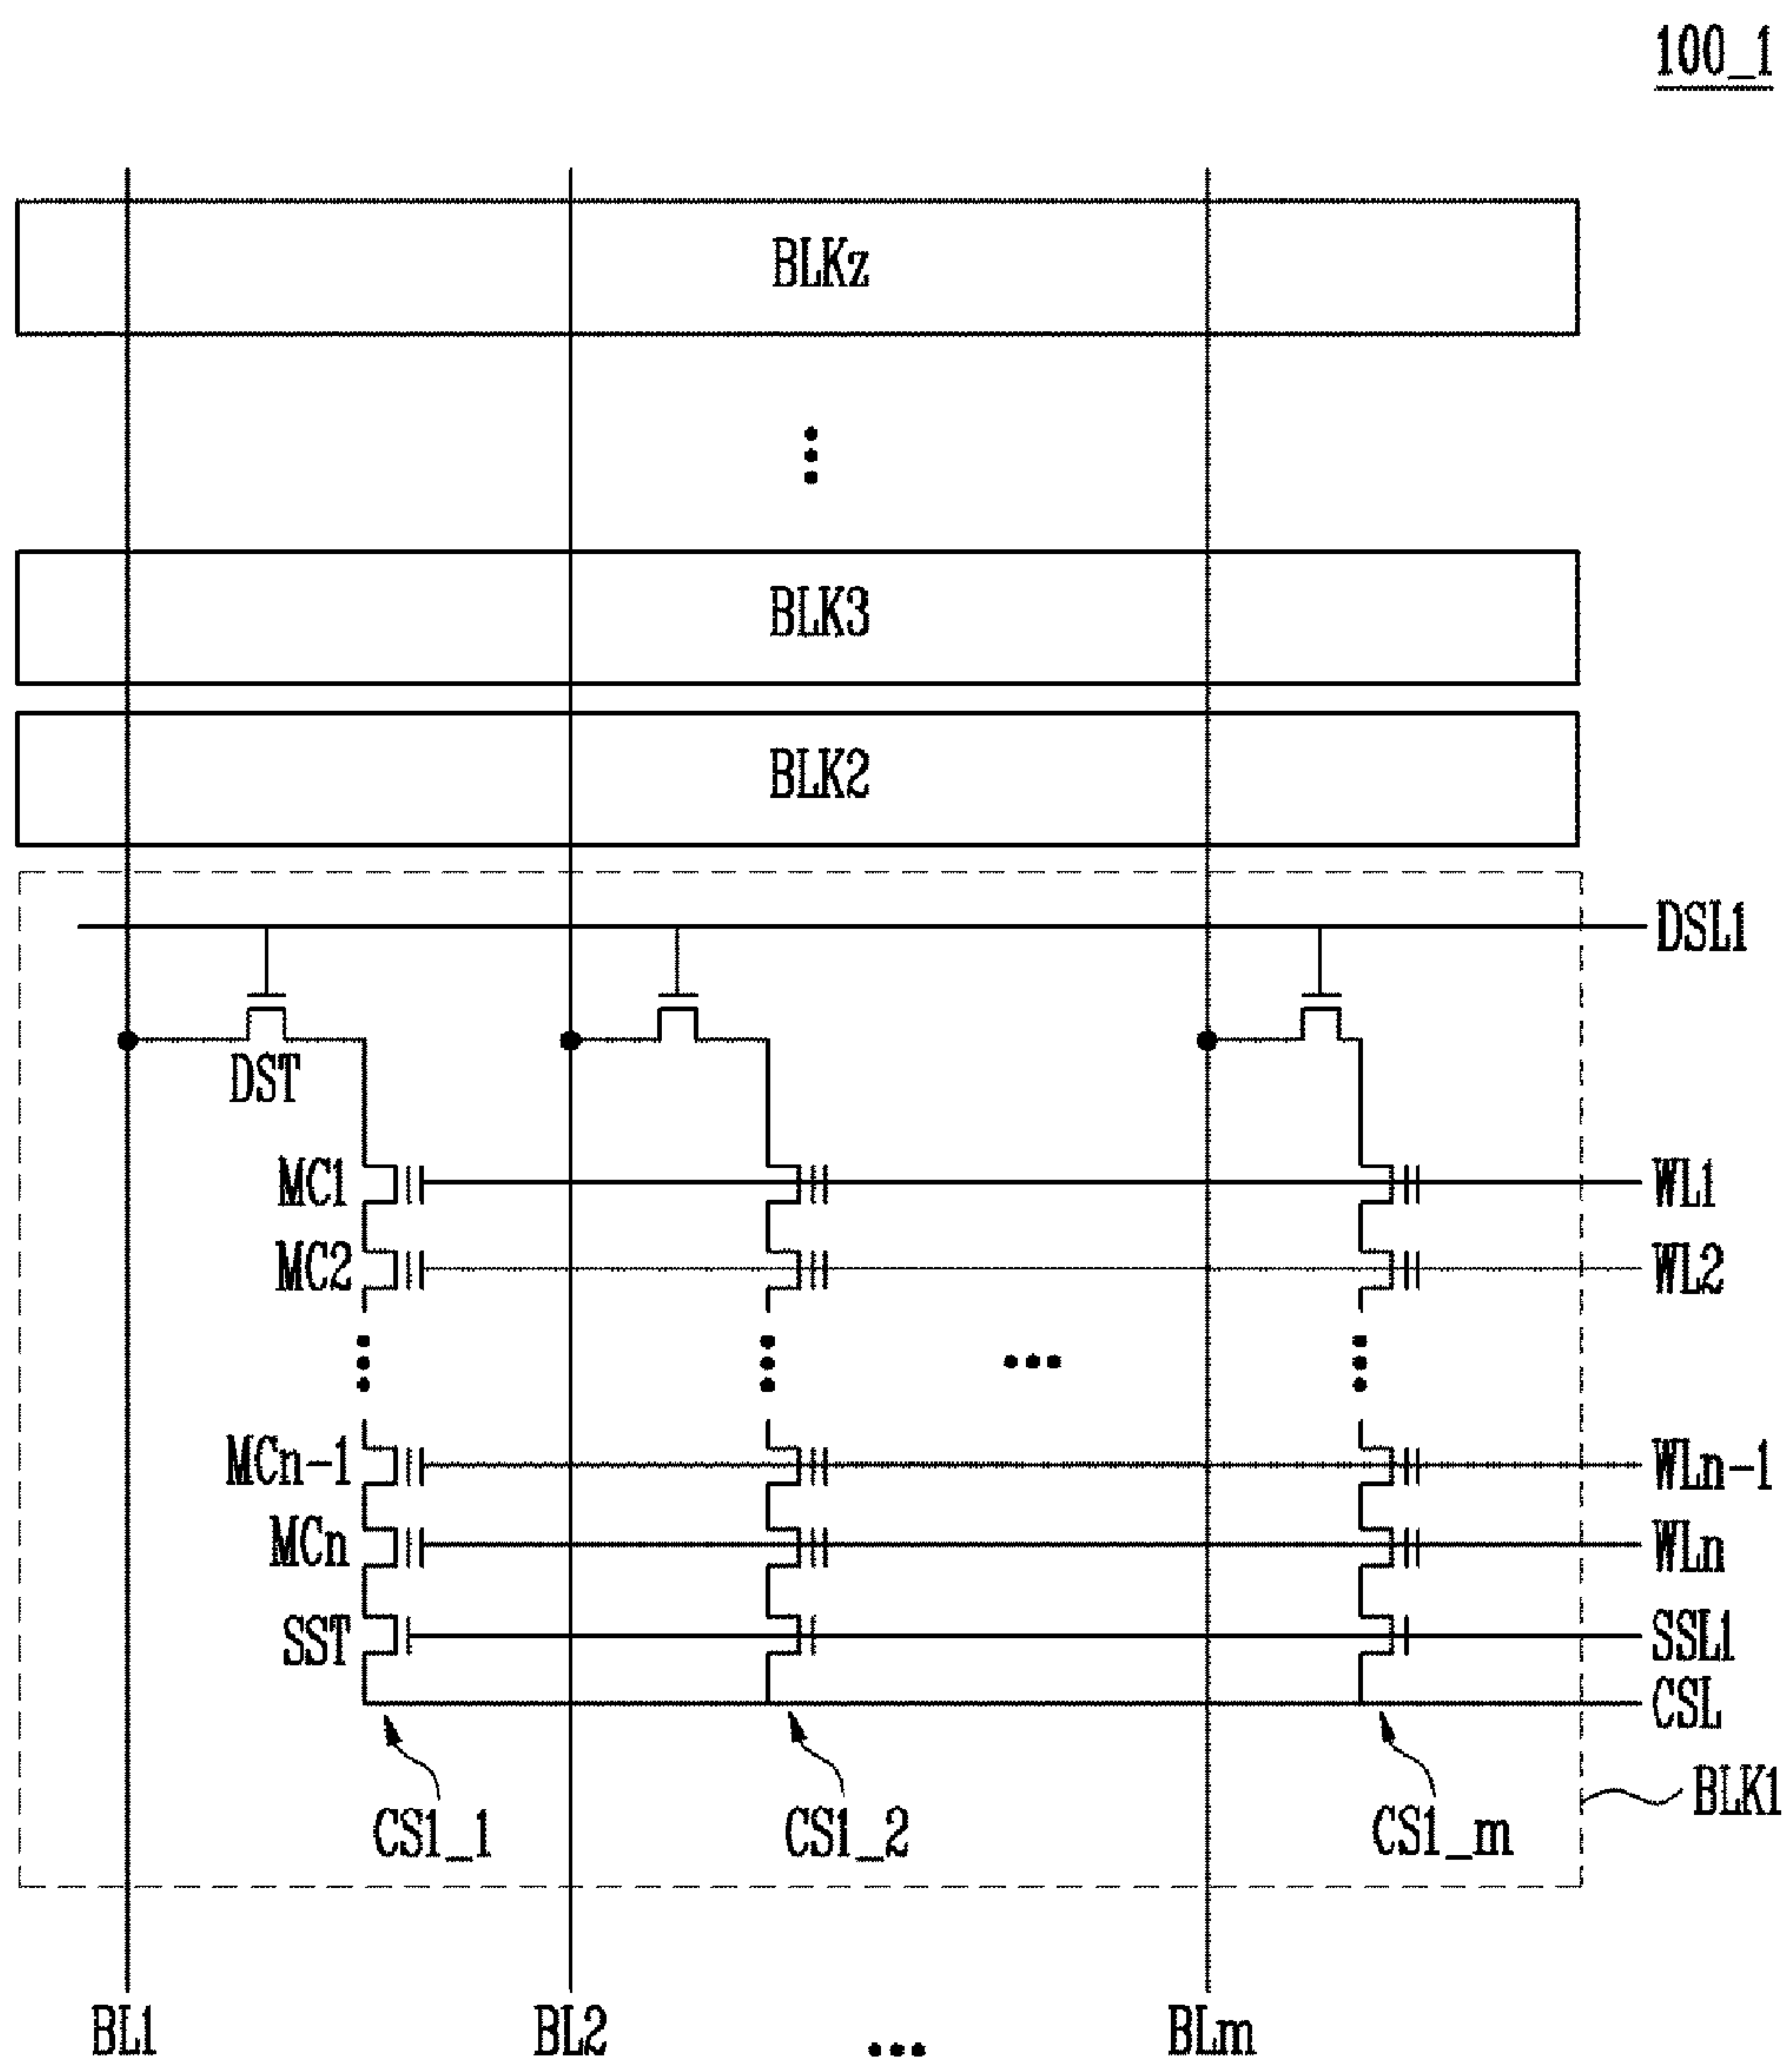 100_1
BLKz
BLK3
BLK2
DSL1
DST
MC1 WL1
MC2 WL2
MCn-1 WLn-1
MCn WLn
SST SSL1
CSL
BLK1
CS1_1 CS1_2 CS1_m
BL1 BL2 ••• BLm